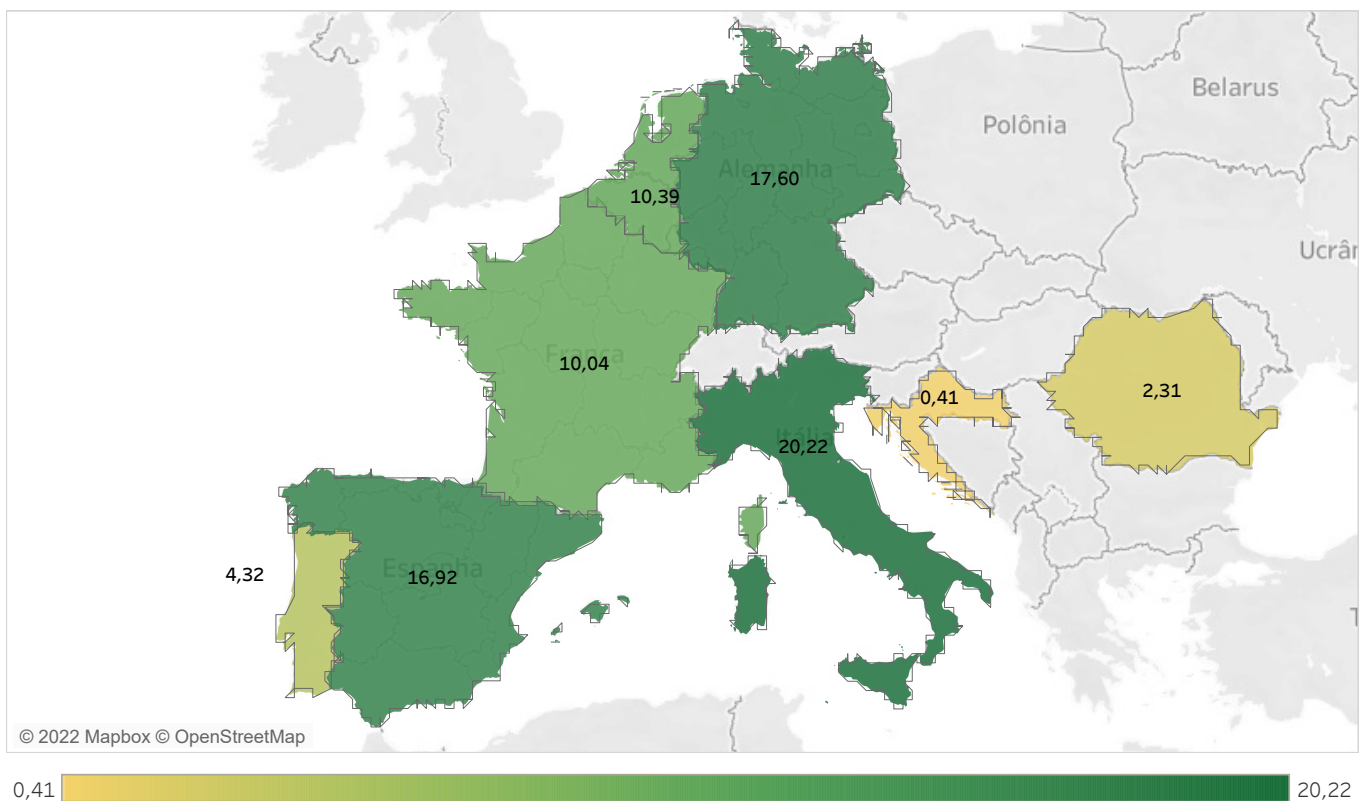 Belarus
Polônia
Alemanha
17,60
10,39
Ucrân
França
10,04
2,31
0,41
Itália
20,22
Espanha
16,92
4,32
T
© 2022 Mapbox © OpenStreetMap
0,41
20,22